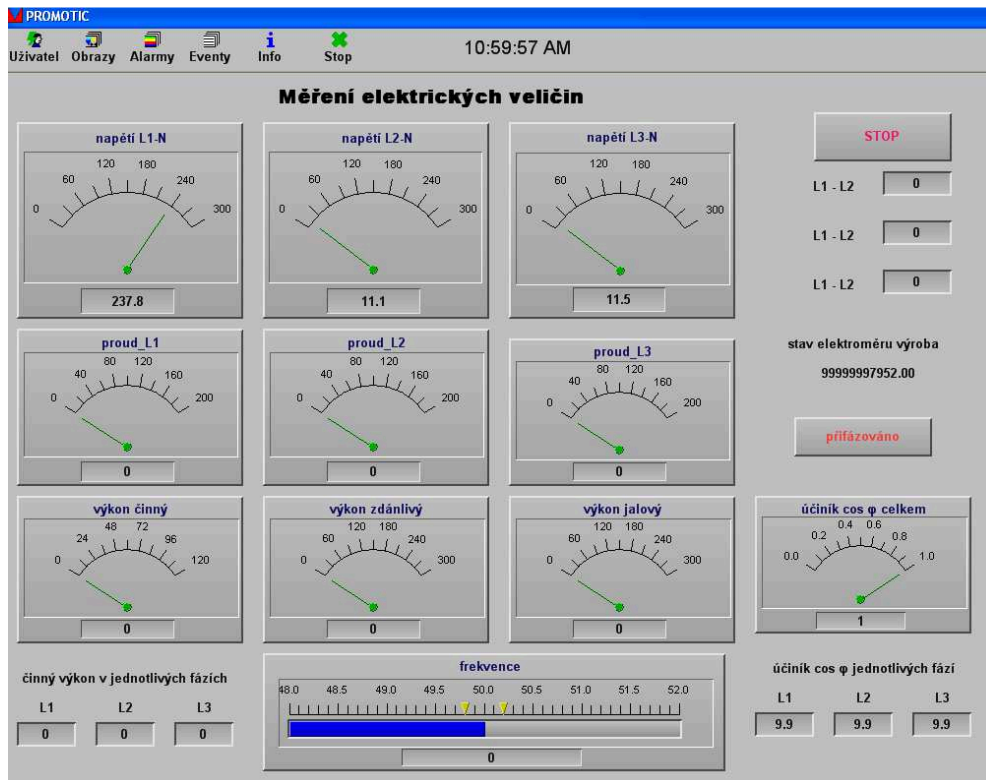 PROMOTIC
Uživatel Obrazy Alarmy Eventy Info Stop 10:59:57 AM
Měření elektrických veličin
napětí L1-N
0 60 120 180 240 300
237.8
napětí L2-N
0 60 120 180 240 300
11.1
napětí L3-N
0 60 120 180 240 300
11.5
STOP
L1 - L2 0
L1 - L2 0
L1 - L2 0
proud_L1
0 40 80 120 160 200
0
proud_L2
0 40 80 120 160 200
0
proud_L3
0 40 80 120 160 200
0
stav elektroměru výroba
99999997952.00
přifázováno
výkon činný
0 24 48 72 96 120
0
výkon zdánlivý
0 60 120 180 240 300
0
výkon jalový
0 60 120 180 240 300
0
účiník cos φ celkem
0.0 0.2 0.4 0.6 0.8 1.0
1
činný výkon v jednotlivých fázích
L1 L2 L3
0 0 0
frekvence
48.0 48.5 49.0 49.5 50.0 50.5 51.0 51.5 52.0
0
účiník cos φ jednotlivých fází
L1 L2 L3
9.9 9.9 9.9